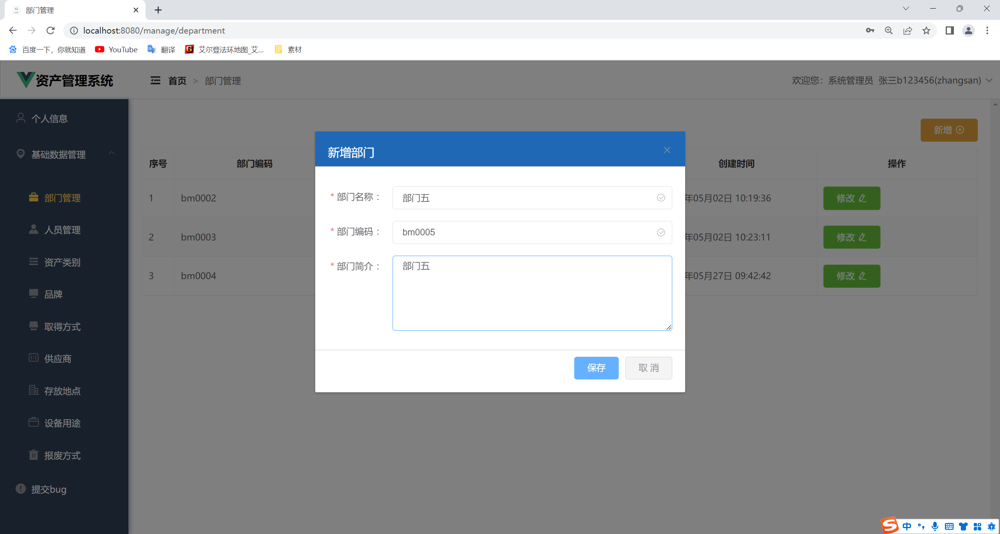 部门管理
localhost:8080/manage/department
百度一下，你就知道 YouTube 翻译 艾尔登法环地图_艾... 素材
资产管理系统 首页 > 部门管理 欢迎您：系统管理员 张三b123456(zhangsan)
个人信息
基础数据管理
部门管理
人员管理
资产类别
品牌
取得方式
供应商
存放地点
设备用途
报废方式
提交bug
新增
序号 部门编码 创建时间 操作
1 bm0002 年05月02日 10:19:36 修改
2 bm0003 年05月02日 10:23:11 修改
3 bm0004 年05月27日 09:42:42 修改
新增部门
* 部门名称： 部门五
* 部门编码： bm0005
* 部门简介： 部门五
保存 取 消
中